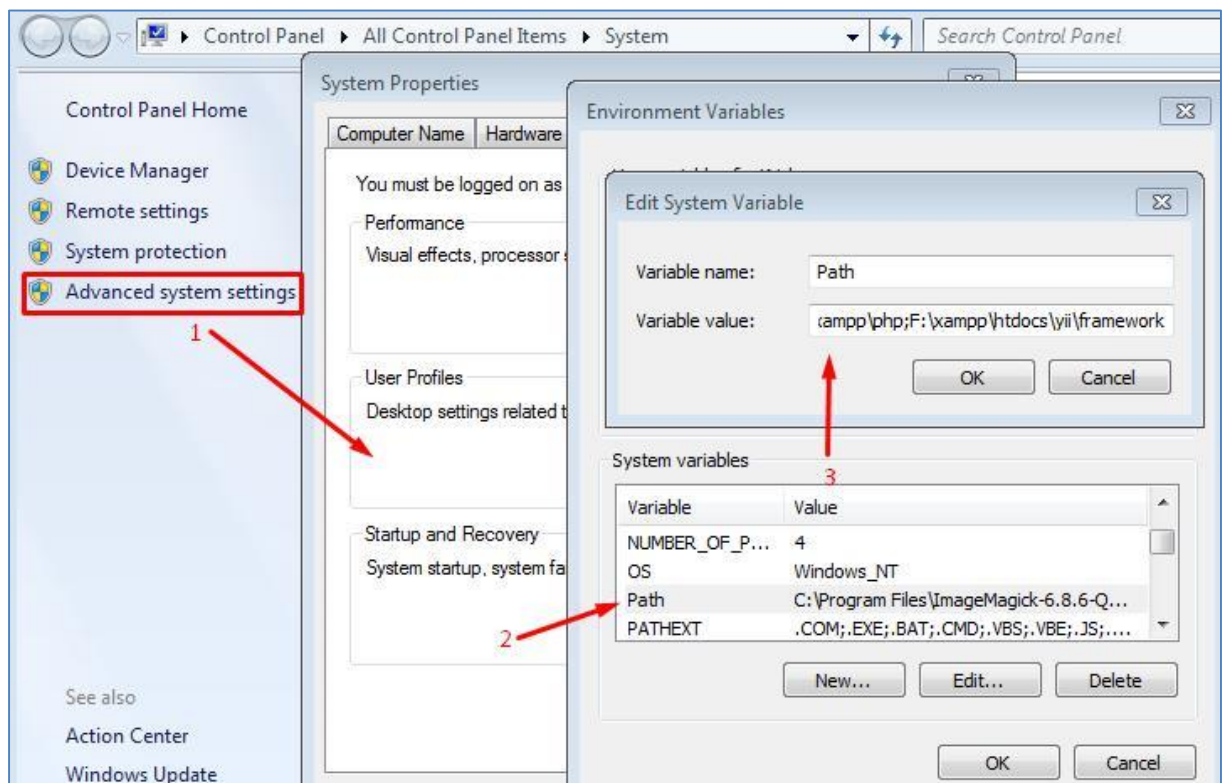 Control Panel ▸ All Control Panel Items ▸ System
Search Control Panel
Control Panel Home
Device Manager
Remote settings
System protection
Advanced system settings
1
See also
Action Center
Windows Update
System Properties
Computer Name
Hardware
You must be logged on as
Performance
Visual effects, processor
User Profiles
Desktop settings related
Startup and Recovery
System startup, system
2
Environment Variables
Edit System Variable
Variable name: Path
Variable value: xampp\php;F:\xampp\htdocs\yii\framework
OK Cancel
3
System variables
Variable Value
NUMBER_OF_P... 4
OS Windows_NT
Path C:\Program Files\ImageMagick-6.8.6-Q...
PATHEXT .COM;.EXE;.BAT;.CMD;.VBS;.VBE;.JS;....
New... Edit... Delete
OK Cancel